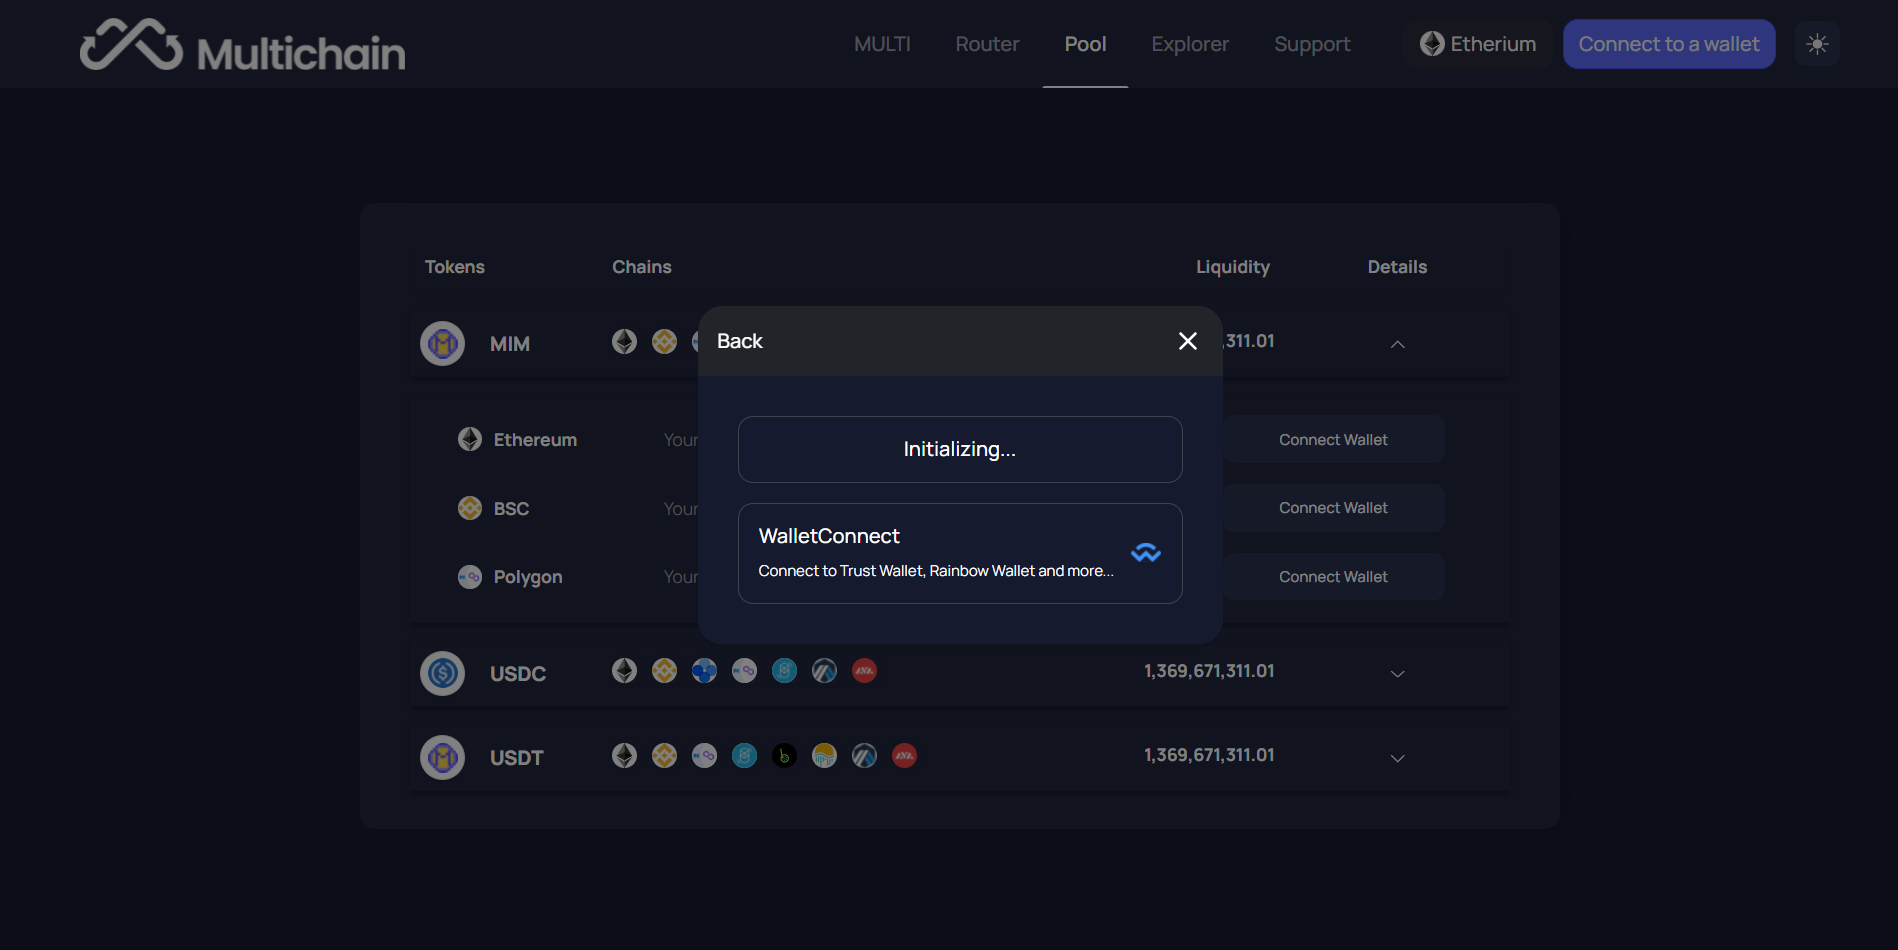 Multichain
MULTI Router Pool Explorer Support Etherium Connect to a wallet
Tokens Chains Liquidity Details
MIM ,311.01
Back
Ethereum Your Connect Wallet
Initializing...
BSC Your Connect Wallet
WalletConnect
Connect to Trust Wallet, Rainbow Wallet and more...
Polygon Your Connect Wallet
USDC 1,369,671,311.01
USDT 1,369,671,311.01